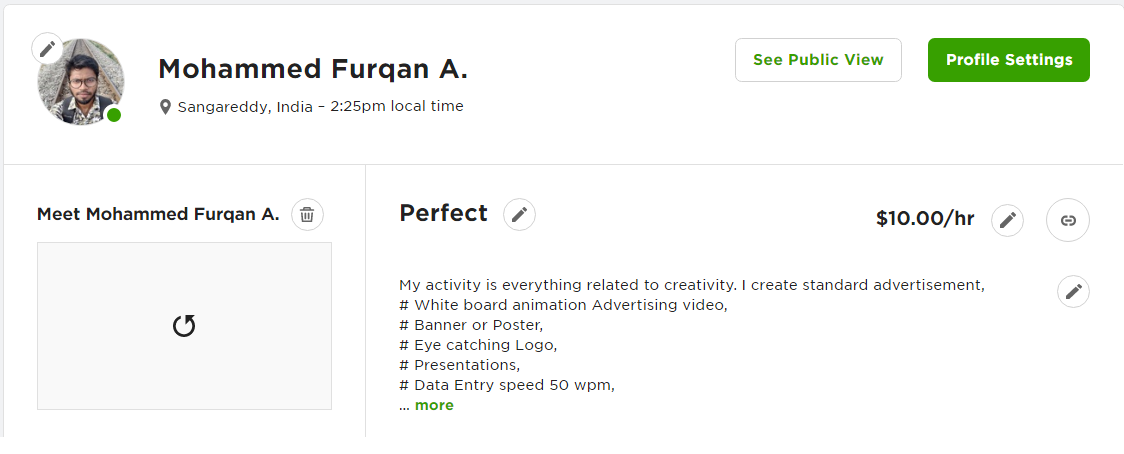 Mohammed Furqan A.
Sangareddy, India – 2:25pm local time
See Public View
Profile Settings
Meet Mohammed Furqan A.
Perfect
$10.00/hr
My activity is everything related to creativity. I create standard advertisement,
# White board animation Advertising video,
# Banner or Poster,
# Eye catching Logo,
# Presentations,
# Data Entry speed 50 wpm,
... more